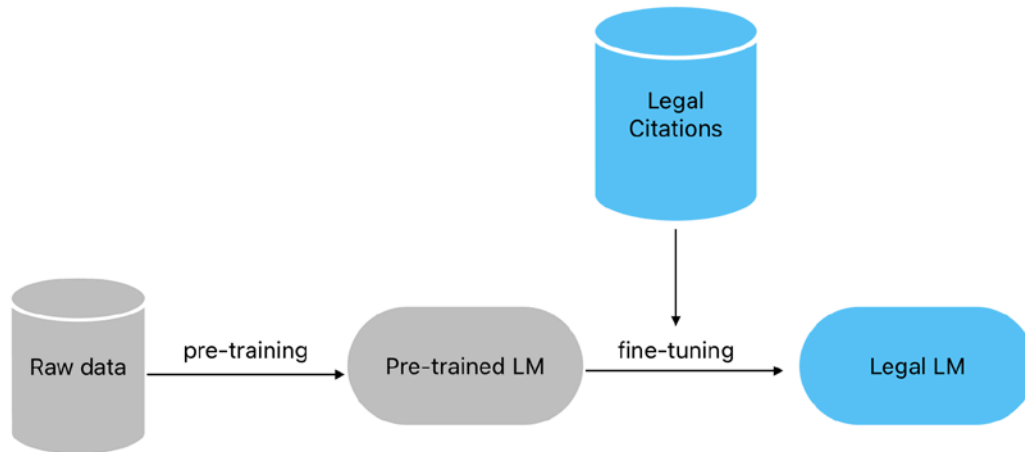 Legal
Citations
Raw data
pre-training
Pre-trained LM
fine-tuning
Legal LM